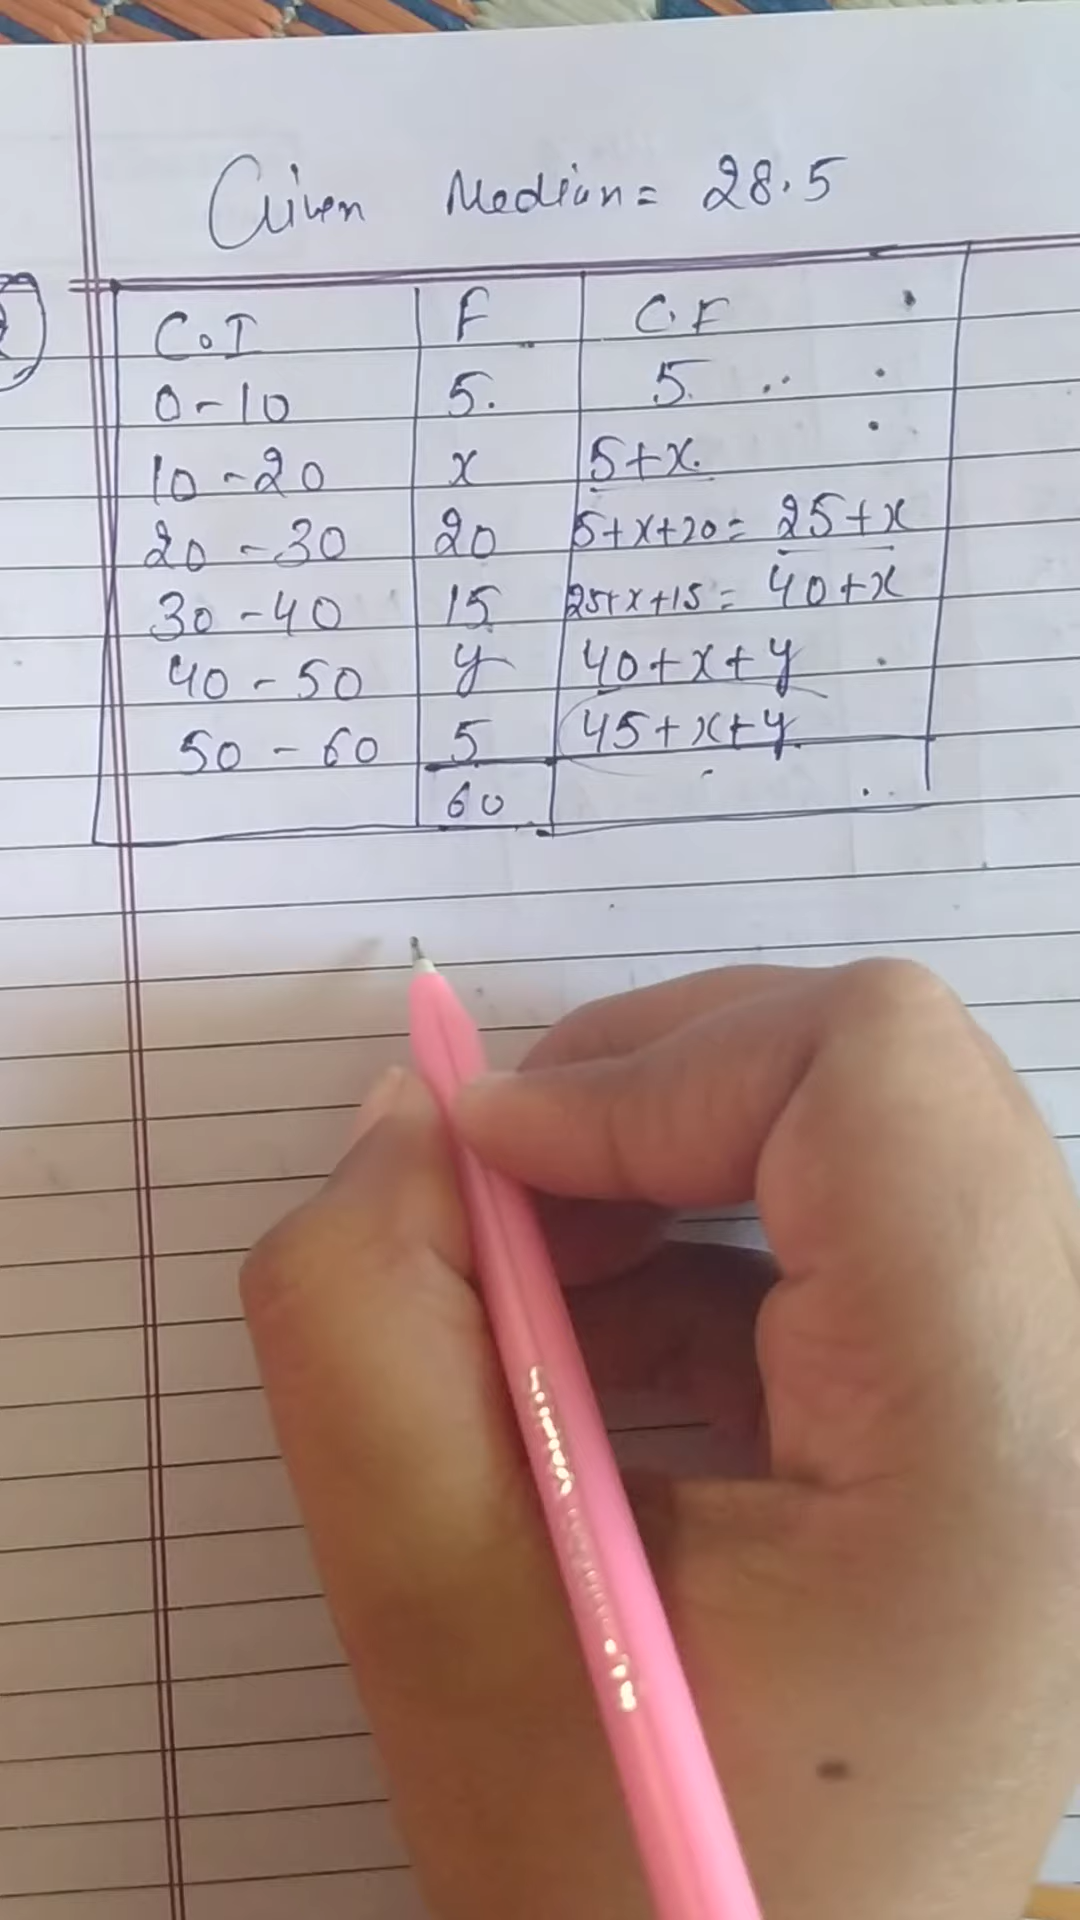 Given Median = 28.5
C.I F C.F
0-10 5. 5.
10-20 x 5+x.
20-30 20 5+x+20= 25+x
30-40 15 25+x+15= 40+x
40-50 y 40+x+y
50-60 5 45+x+y
60